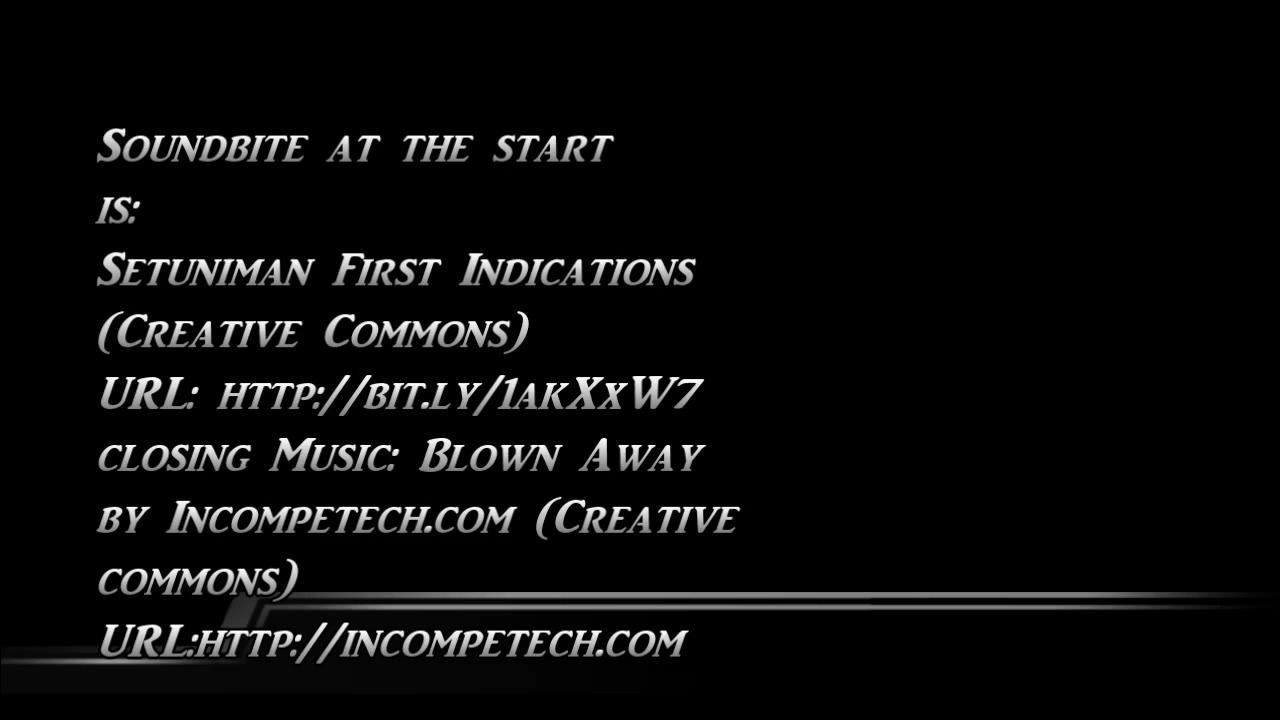 Soundbite at the start
is:
Setuniman First Indications
(Creative Commons)
URL: http://bit.ly/1akXxW7
closing Music: Blown Away
by Incompetech.com (Creative
commons)
URL:http://incompetech.com